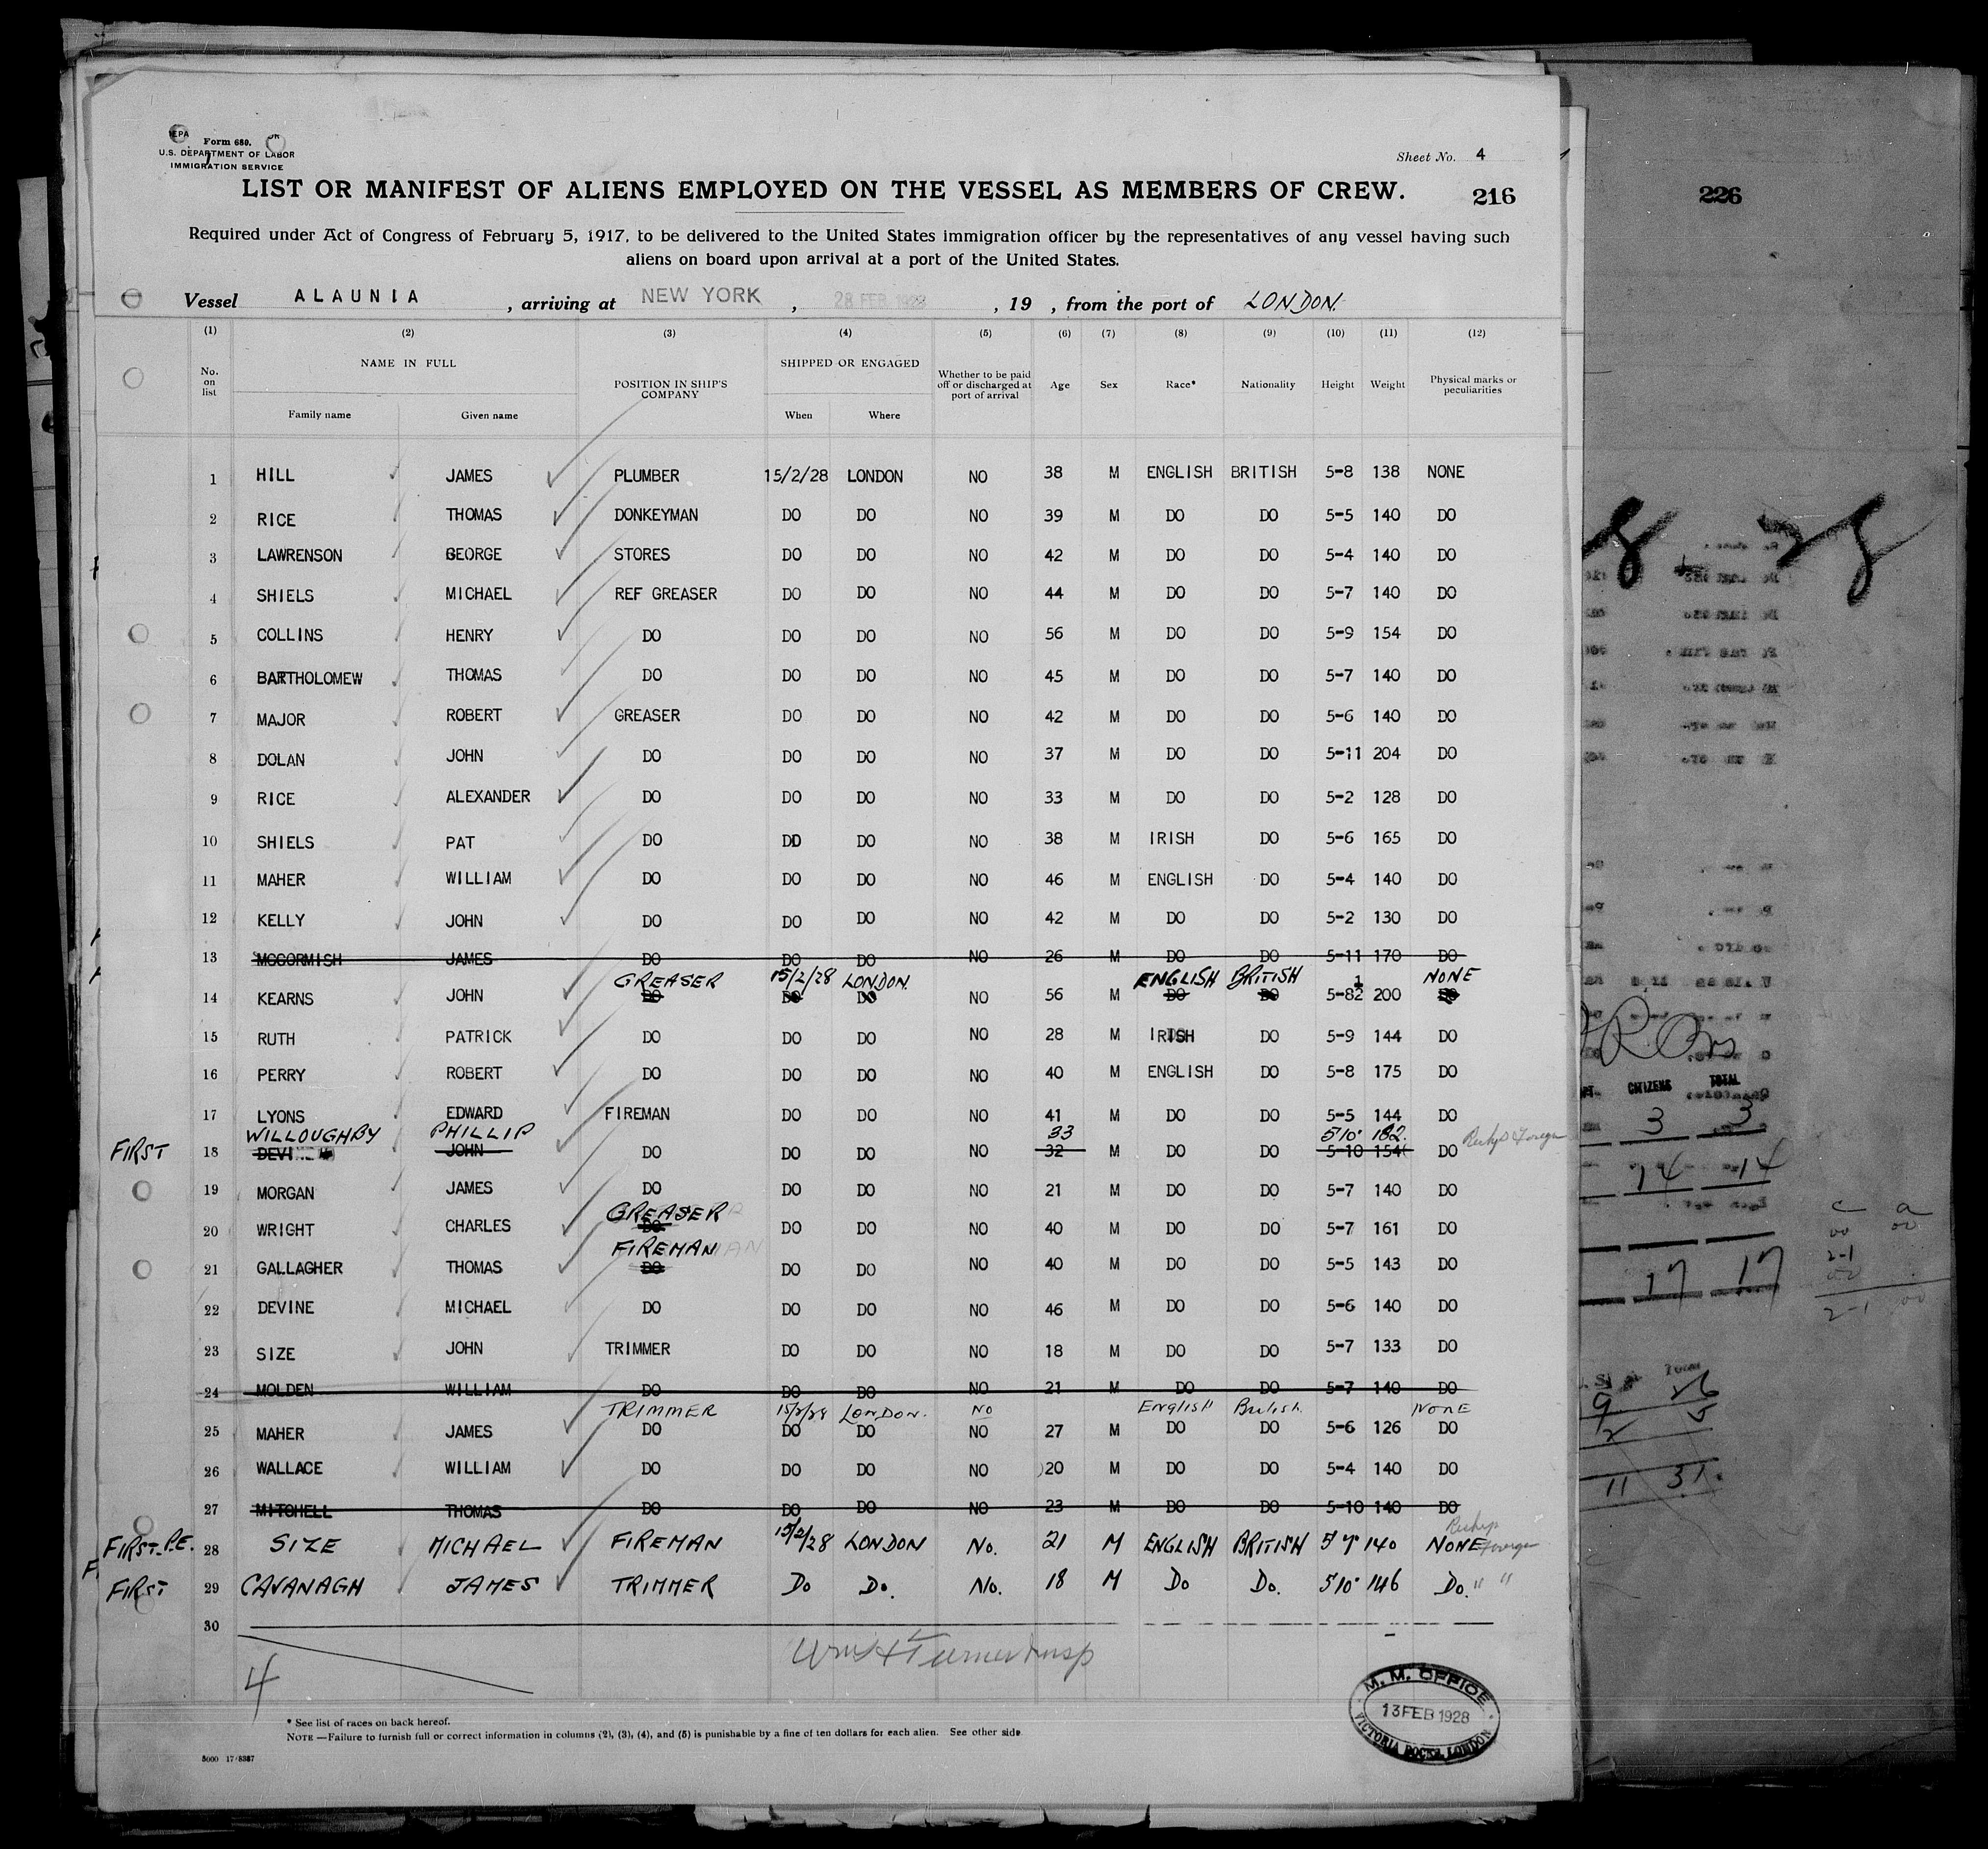 Form 680.
U.S. DEPARTMENT OF LABOR
IMMIGRATION SERVICE
Sheet No. 4
LIST OR MANIFEST OF ALIENS EMPLOYED ON THE VESSEL AS MEMBERS OF CREW. 216
Required under Act of Congress of February 5, 1917, to be delivered to the United States immigration officer by the representatives of any vessel having such
aliens on board upon arrival at a port of the United States.
Vessel ALAUNIA , arriving at NEW YORK , 28 FEB 1928 , 19 , from the port of LONDON.
(1) (2) (3) (4) (5) (6) (7) (8) (9) (10) (11) (12)
No. on list NAME IN FULL Family name Given name POSITION IN SHIP'S COMPANY SHIPPED OR ENGAGED When Where Whether to be paid off or discharged at port of arrival Age Sex Race* Nationality Height Weight Physical marks or peculiarities
1 HILL JAMES PLUMBER 15/2/28 LONDON NO 38 M ENGLISH BRITISH 5-8 138 NONE
2 RICE THOMAS DONKEYMAN DO DO NO 39 M DO DO 5-5 140 DO
3 LAWRENSON GEORGE STORES DO DO NO 42 M DO DO 5-4 140 DO
4 SHIELS MICHAEL REF GREASER DO DO NO 44 M DO DO 5-7 140 DO
5 COLLINS HENRY DO DO DO NO 56 M DO DO 5-9 154 DO
6 BARTHOLOMEW THOMAS DO DO DO NO 45 M DO DO 5-7 140 DO
7 MAJOR ROBERT GREASER DO DO NO 42 M DO DO 5-6 140 DO
8 DOLAN JOHN DO DO DO NO 37 M DO DO 5-11 204 DO
9 RICE ALEXANDER DO DO DO NO 33 M DO DO 5-2 128 DO
10 SHIELS PAT DO DO DO NO 38 M IRISH DO 5-6 165 DO
11 MAHER WILLIAM DO DO DO NO 46 M ENGLISH DO 5-4 140 DO
12 KELLY JOHN DO DO DO NO 42 M DO DO 5-2 130 DO
13 MCCORMISH JAMES DO DO DO NO 26 M DO DO 5-11 170 DO
GREASER 15/2/28 LONDON. ENGLISH BRITISH NONE
14 KEARNS JOHN DO DO DO NO 56 M DO DO 5-8½ 200 DO
15 RUTH PATRICK DO DO DO NO 28 M IRISH DO 5-9 144 DO
16 PERRY ROBERT DO DO DO NO 40 M ENGLISH DO 5-8 175 DO
17 LYONS EDWARD FIREMAN DO DO NO 41 M DO DO 5-5 144 DO
WILLOUGHBY PHILLIP 33 5 10" 182.
FIRST 18 JOHN DO DO DO NO 32 M DO DO 5-10 154 DO
19 MORGAN JAMES DO DO DO NO 21 M DO DO 5-7 140 DO
GREASER
20 WRIGHT CHARLES DO DO DO NO 40 M DO DO 5-7 161 DO
FIREMAN
21 GALLAGHER THOMAS DO DO DO NO 40 M DO DO 5-5 143 DO
22 DEVINE MICHAEL DO DO DO NO 46 M DO DO 5-6 140 DO
23 SIZE JOHN TRIMMER DO DO NO 18 M DO DO 5-7 133 DO
24 MOLDEN WILLIAM DO DO DO NO 21 M DO DO 5-7 140 DO
TRIMMER 15/2/28 LONDON. NO English British NONE
25 MAHER JAMES DO DO DO NO 27 M DO DO 5-6 126 DO
26 WALLACE WILLIAM DO DO DO NO 20 M DO DO 5-4 140 DO
27 MITCHELL THOMAS DO DO DO NO 23 M DO DO 5-10 140 DO
FIRST. P.E. 28 SIZE MICHAEL FIREMAN 15/2/28 LONDON No. 21 M ENGLISH BRITISH 5 7 140 NONE
FIRST 29 CAVANAGH JAMES TRIMMER Do Do. No. 18 M Do Do. 5 10" 146 Do. " "
30
4
Wm H Turner Insp
M. M. OFFICE
13 FEB 1928
VICTORIA DOCKS, LONDON
* See list of races on back hereof.
NOTE —Failure to furnish full or correct information in columns (2), (3), (4), and (5) is punishable by a fine of ten dollars for each alien. See other side
5000 17-8387
226
CITIZENS TOTAL
3 3
14 14
17 17
c a
2-1
2-1
Total
9 26
2 5
11 31.